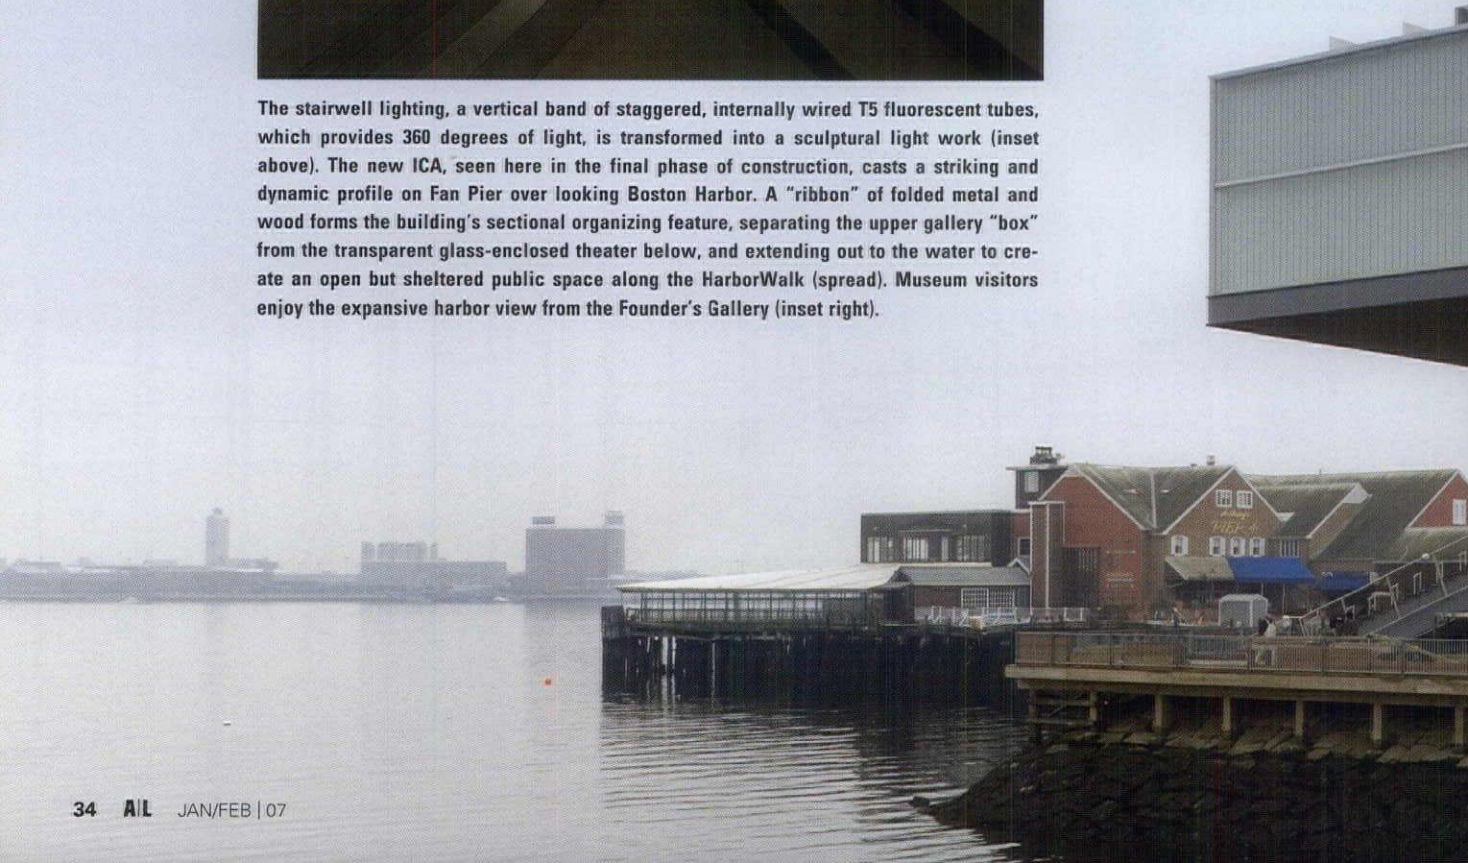 The stairwell lighting, a vertical band of staggered, internally wired T5 fluorescent tubes,
which provides 360 degrees of light, is transformed into a sculptural light work (inset
above). The new ICA, seen here in the final phase of construction, casts a striking and
dynamic profile on Fan Pier over looking Boston Harbor. A “ribbon” of folded metal and
wood forms the building’s sectional organizing feature, separating the upper gallery “box”
from the transparent glass-enclosed theater below, and extending out to the water to cre-
ate an open but sheltered public space along the HarborWalk (spread). Museum visitors
enjoy the expansive harbor view from the Founder’s Gallery (inset right).
PIER 4
34 A|L JAN/FEB | 07